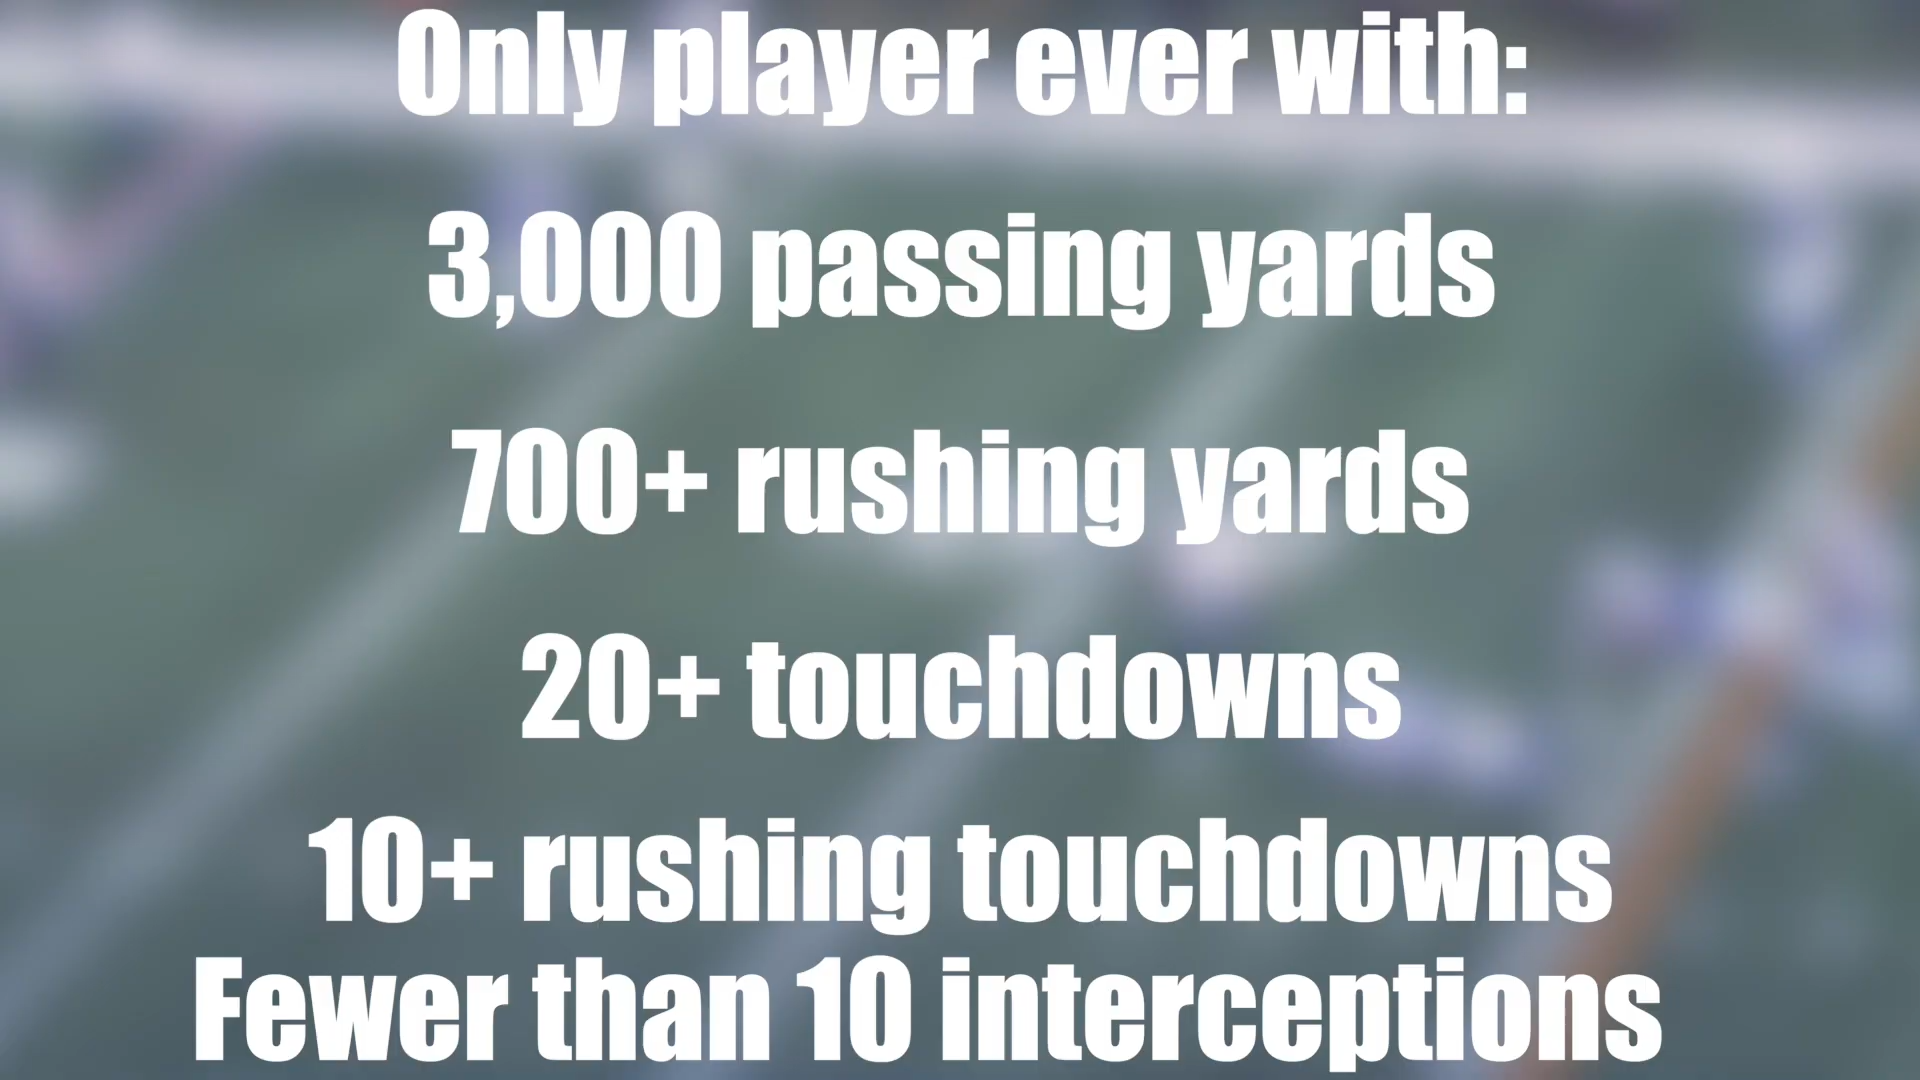 Only player ever with:
3,000 passing yards
700+ rushing yards
20+ touchdowns
10+ rushing touchdowns
Fewer than 10 interceptions